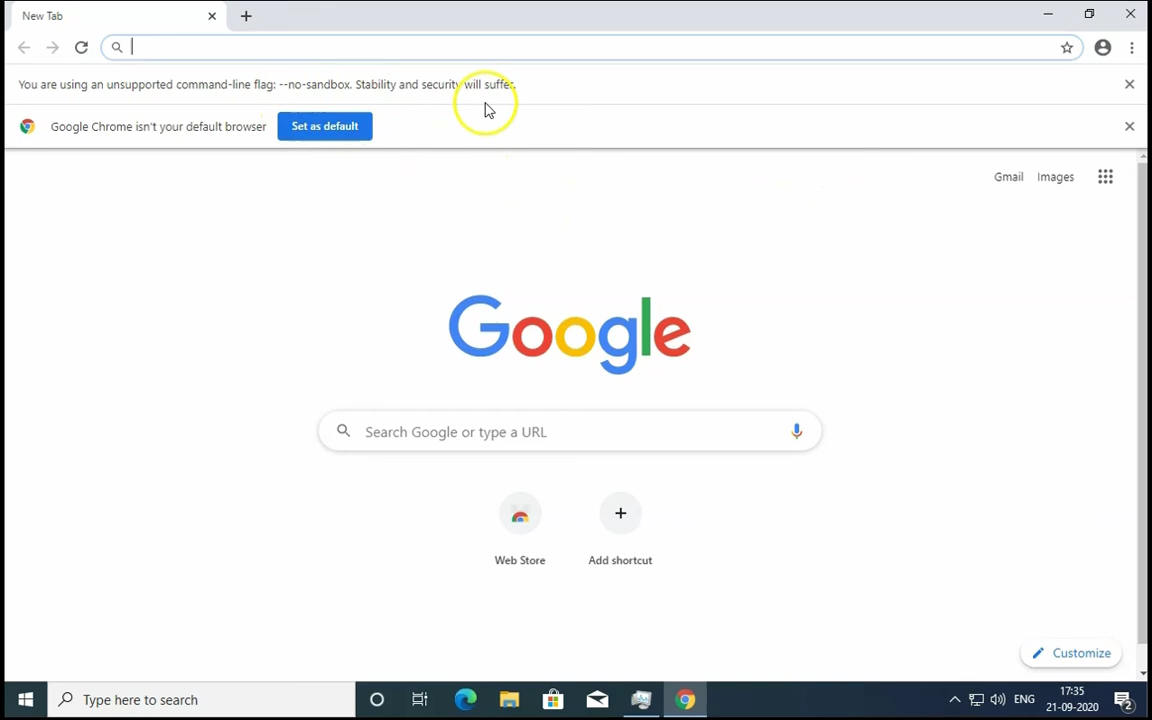 New Tab
You are using an unsupported command-line flag: --no-sandbox. Stability and security will suffer.
Google Chrome isn't your default browser Set as default
Gmail Images
Google
Search Google or type a URL
Web Store Add shortcut
Customize
Type here to search
ENG
17:35
21-09-2020
2